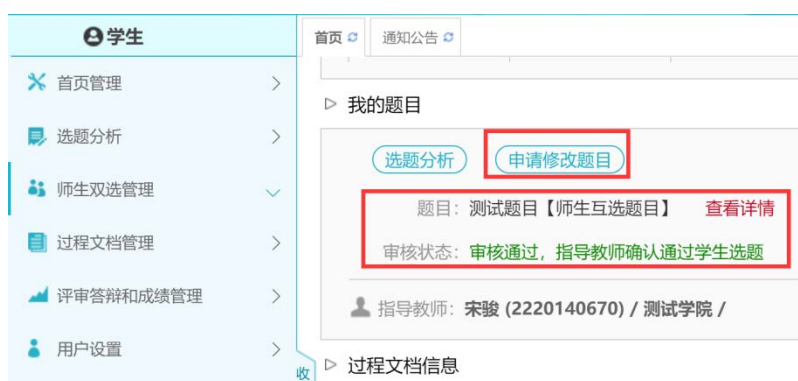 学生
首页
通知公告
首页管理
选题分析
师生双选管理
过程文档管理
评审答辩和成绩管理
用户设置
收
我的题目
选题分析
申请修改题目
题目：测试题目【师生互选题目】 查看详情
审核状态：审核通过，指导教师确认通过学生选题
指导教师：宋骏 (2220140670) / 测试学院 /
过程文档信息